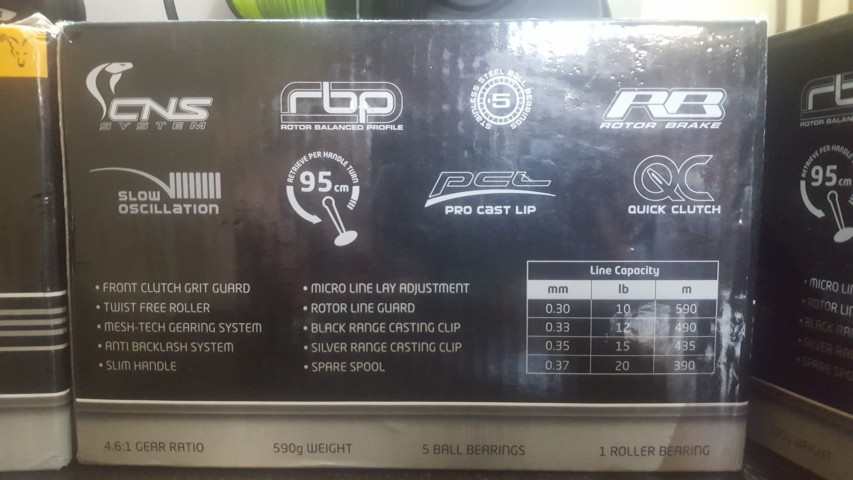 CNS
SYSTEM
rbp
ROTOR BALANCED PROFILE
STAINLESS STEEL BALL BEARINGS
5
RB
ROTOR BRAKE
SLOW
OSCILLATION
RETRIEVE PER HANDLE TURN
95cm
PCL
PRO CAST LIP
QC
QUICK CLUTCH
• FRONT CLUTCH GRIT GUARD
• TWIST FREE ROLLER
• MESH-TECH GEARING SYSTEM
• ANTI BACKLASH SYSTEM
• SLIM HANDLE
• MICRO LINE LAY ADJUSTMENT
• ROTOR LINE GUARD
• BLACK RANGE CASTING CLIP
• SILVER RANGE CASTING CLIP
• SPARE SPOOL
Line Capacity
mm lb m
0.30 10 590
0.33 12 490
0.35 15 435
0.37 20 390
4.6:1 GEAR RATIO 590g WEIGHT 5 BALL BEARINGS 1 ROLLER BEARING
95cm